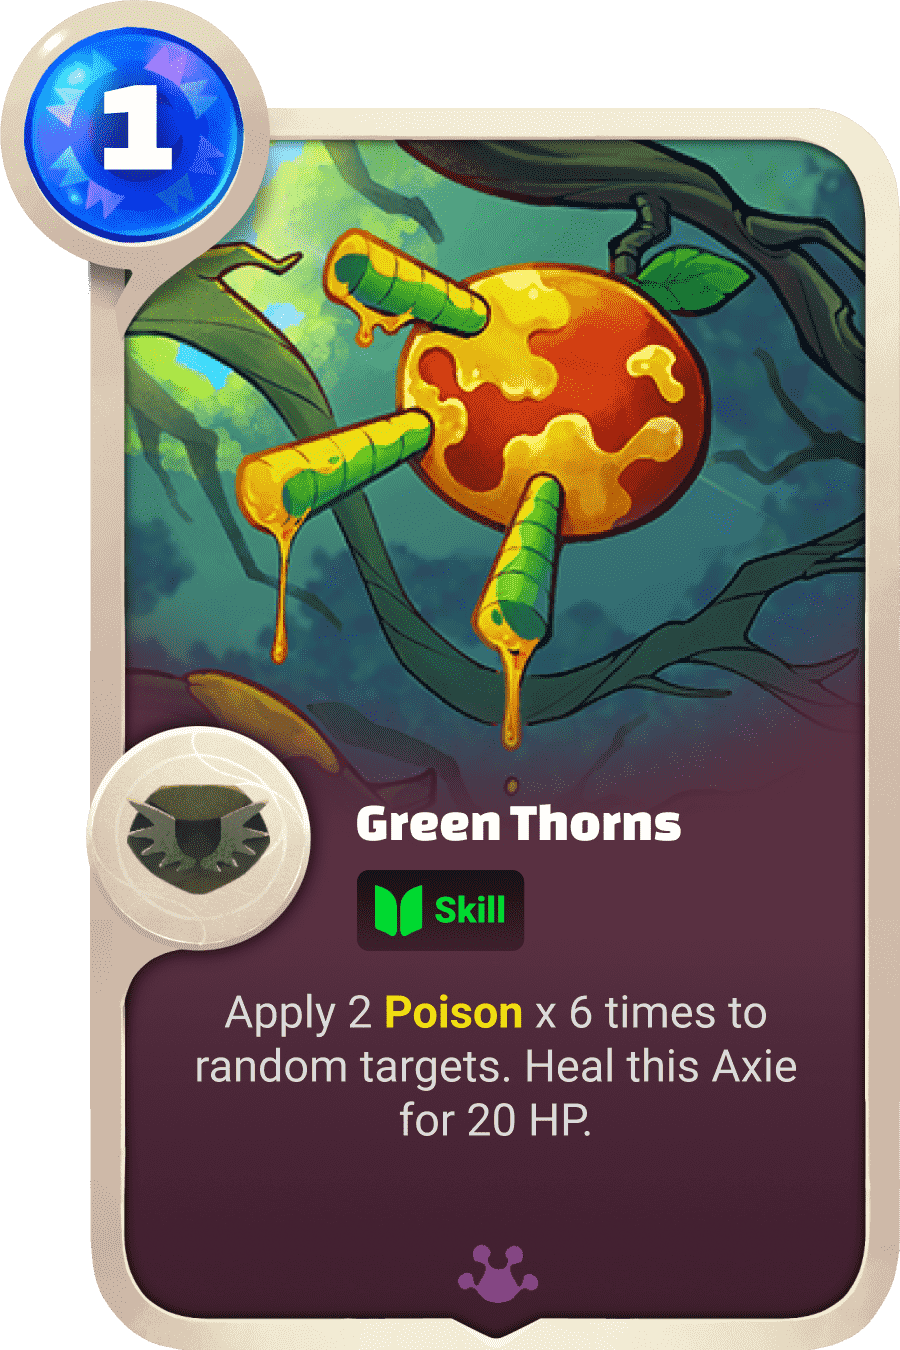 1
Green Thorns
Skill
Apply 2 Poison x 6 times to
random targets. Heal this Axie
for 20 HP.